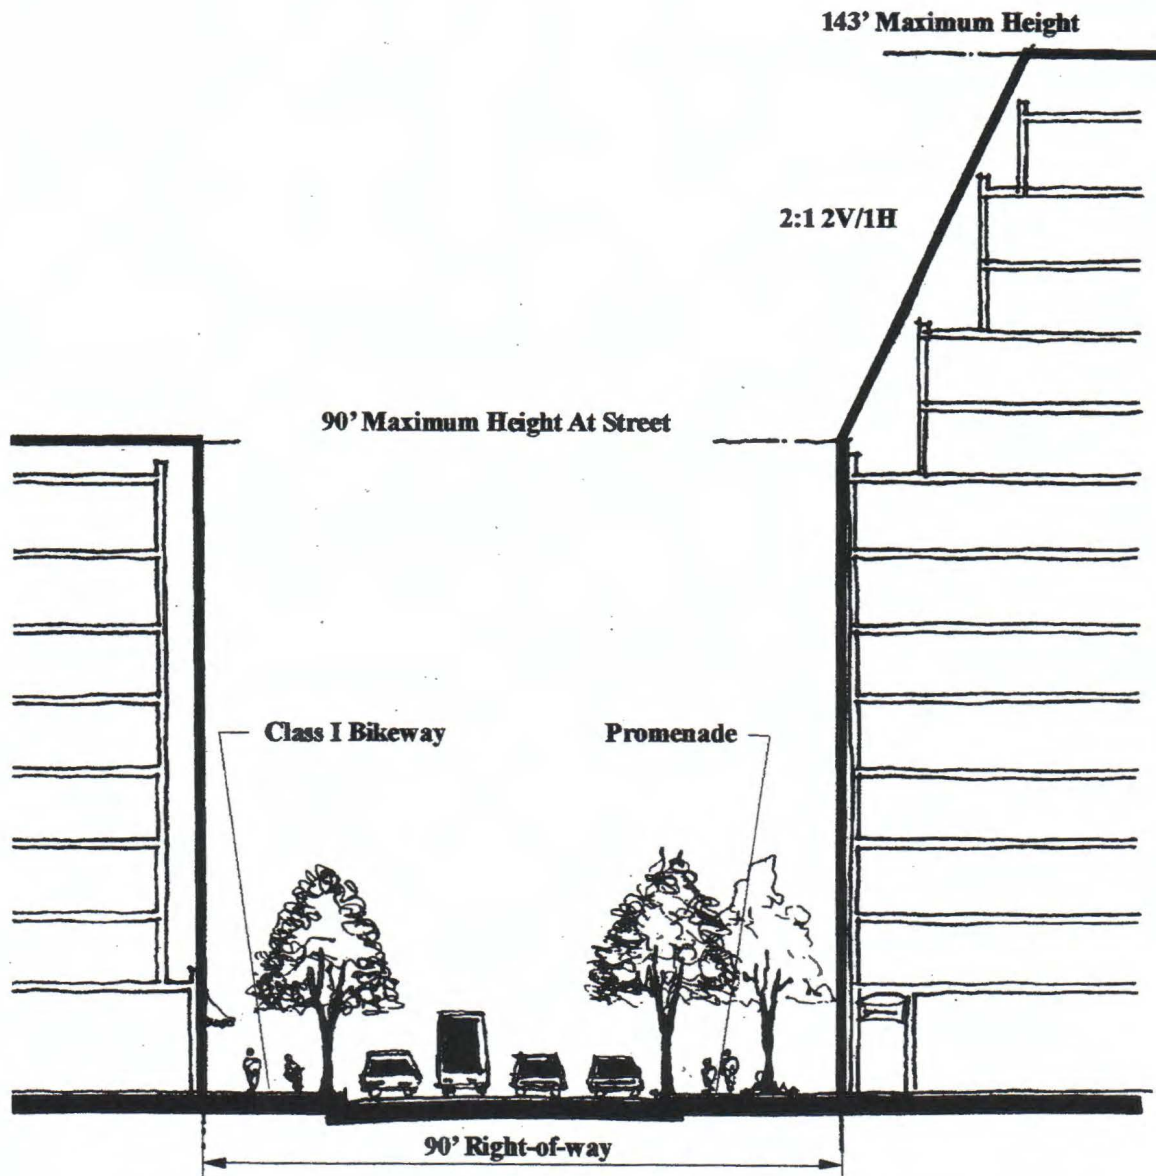 143’ Maximum Height
2:1 2V/1H
90’ Maximum Height At Street
Class I Bikeway
Promenade
90’ Right-of-way